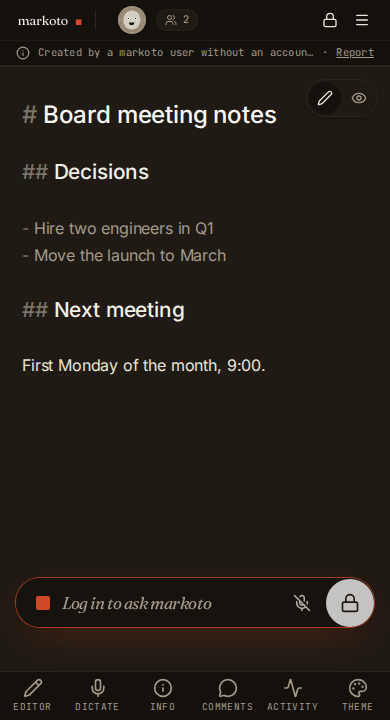 markoto
2
Created by a markoto user without an accoun… · Report
# Board meeting notes
## Decisions
- Hire two engineers in Q1
- Move the launch to March
## Next meeting
First Monday of the month, 9:00.
Log in to ask markoto
EDITOR DICTATE INFO COMMENTS ACTIVITY THEME